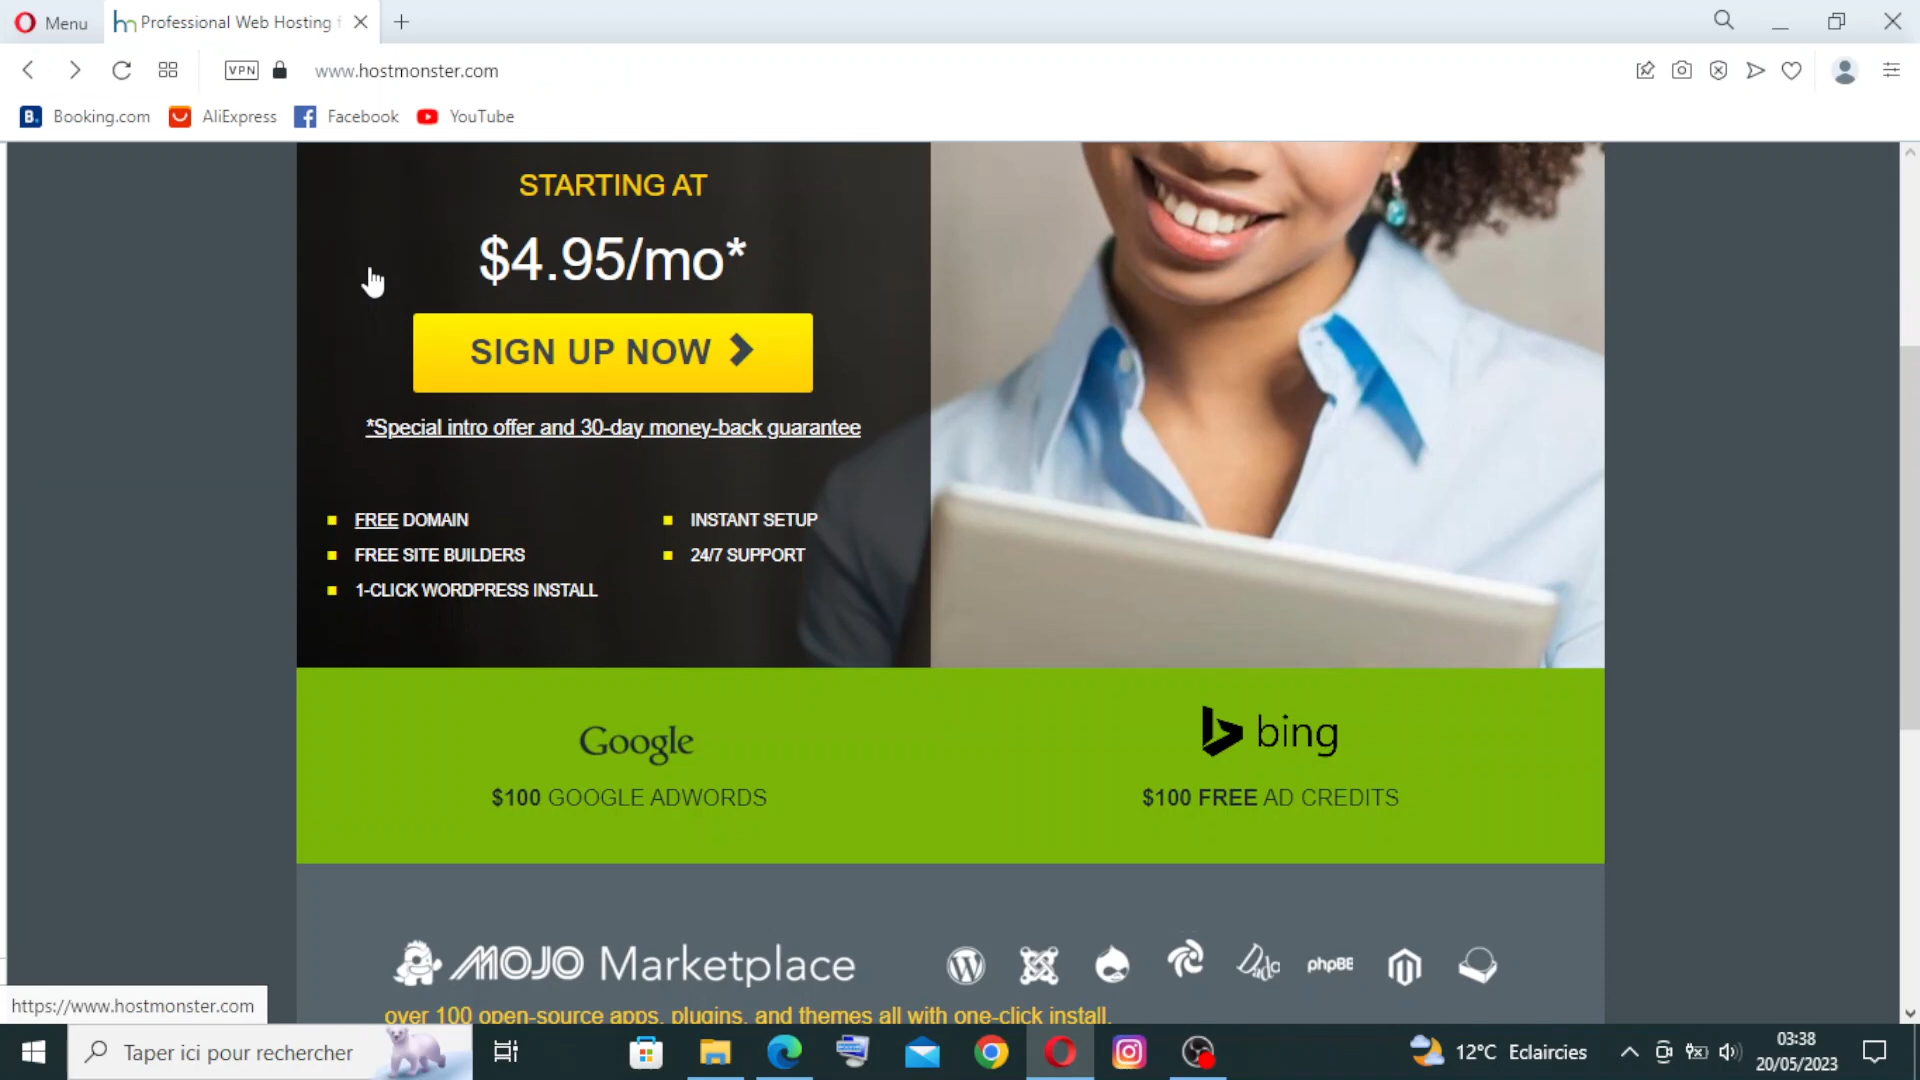 Menu
Professional Web Hosting f
VPN
www.hostmonster.com
B. Booking.com
AliExpress
Facebook
YouTube
STARTING AT
$4.95/mo*
SIGN UP NOW
*Special intro offer and 30-day money-back guarantee
FREE DOMAIN
INSTANT SETUP
FREE SITE BUILDERS
24/7 SUPPORT
1-CLICK WORDPRESS INSTALL
Google
bing
$100 GOOGLE ADWORDS
$100 FREE AD CREDITS
MOJO Marketplace
phpBB
over 100 open-source apps, plugins, and themes all with one-click install.
https://www.hostmonster.com
Taper ici pour rechercher
12°C Eclaircies
03:38
20/05/2023